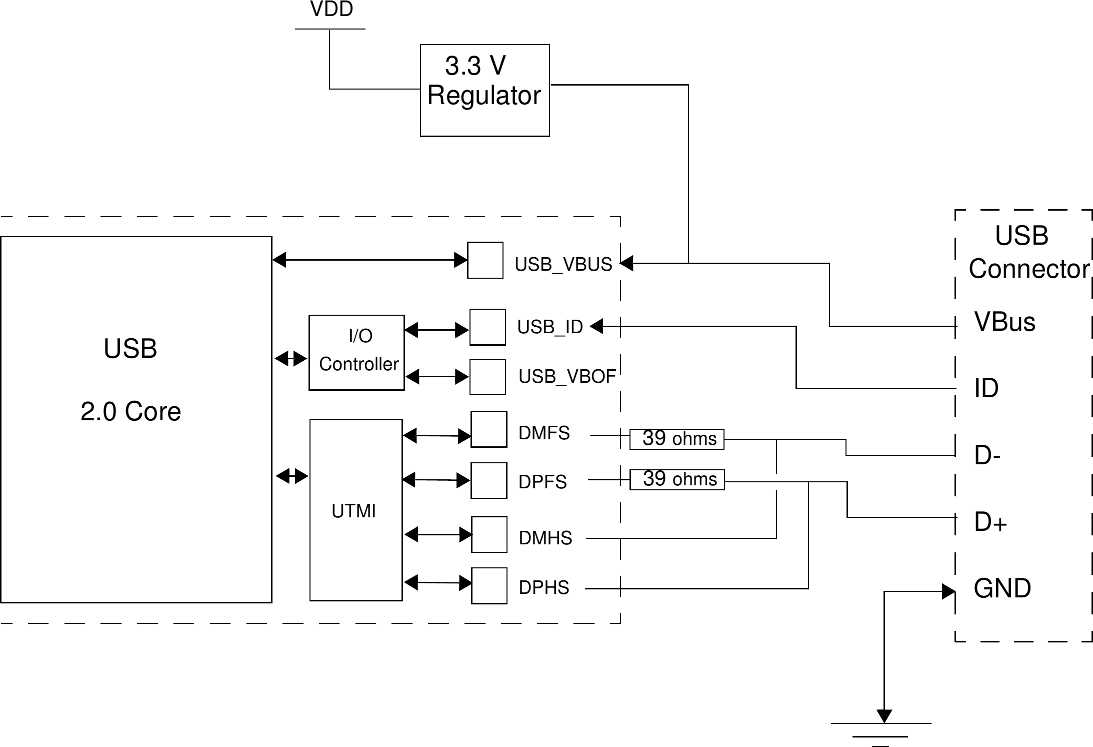 VDD
3.3 V
Regulator
USB
2.0 Core
I/O
Controller
UTMI
USB_VBUS
USB_ID
USB_VBOF
DMFS
DPFS
DMHS
DPHS
39 ohms
39 ohms
USB
Connector
VBus
ID
D-
D+
GND